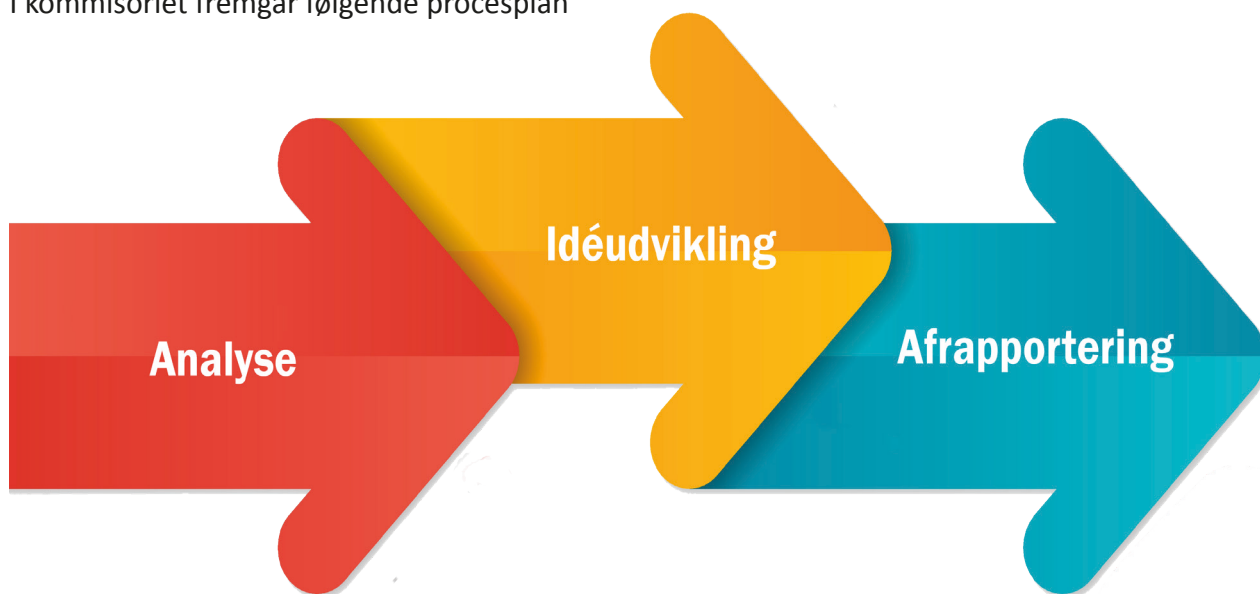 I kommisoriet fremgår følgende procesplan
Analyse
Idéudvikling
Afrapportering